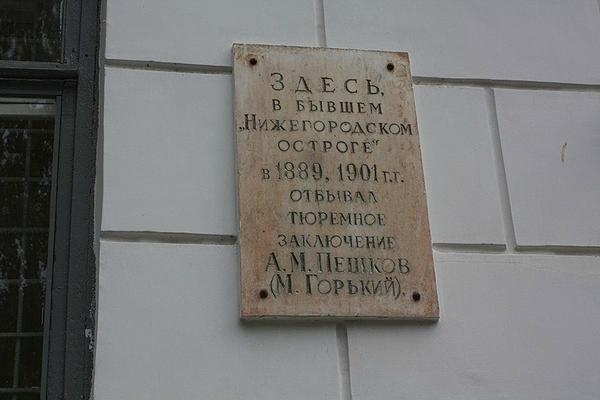 ЗДЕСЬ,
В БЫВШЕМ
„НИЖЕГОРОДСКОМ
ОСТРОГЕ"
В 1889, 1901 Г.Г.
ОТБЫВАЛ
ТЮРЕМНОЕ
ЗАКЛЮЧЕНИЕ
А.М.ПЕШКОВ
(М. ГОРЬКИЙ).